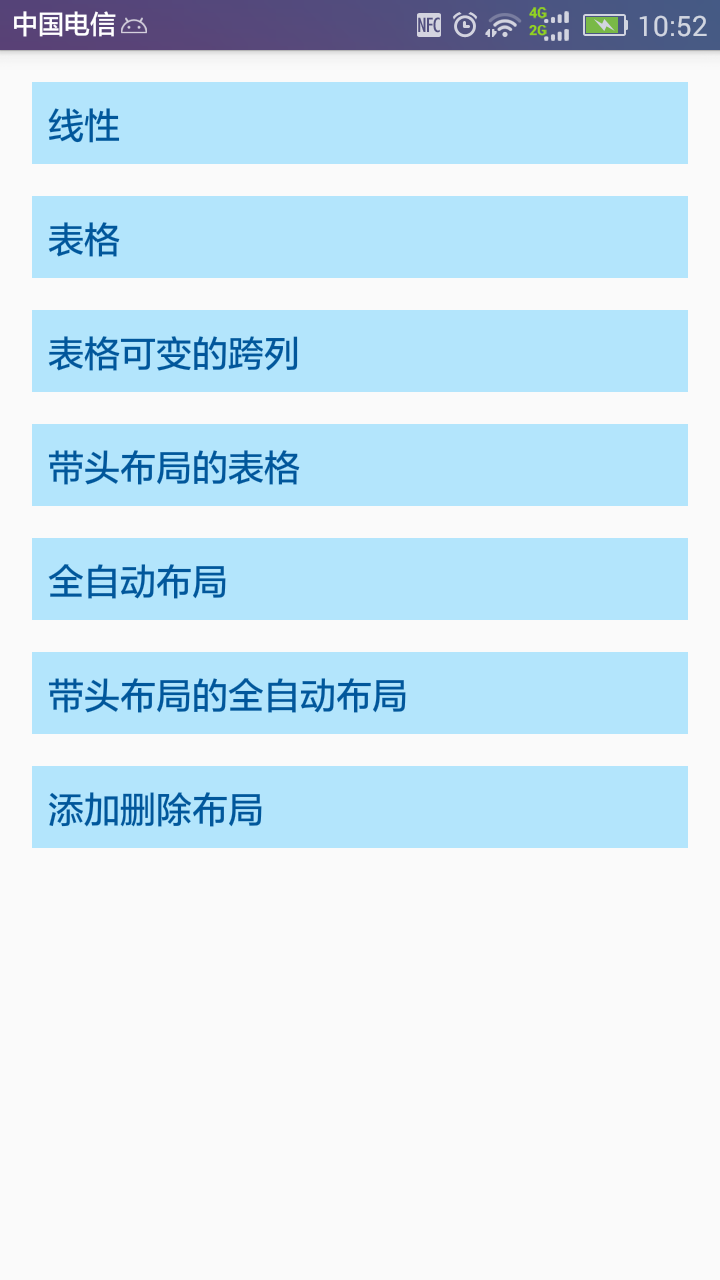 中国电信 NFC 4G 2G 10:52
线性
表格
表格可变的跨列
带头布局的表格
全自动布局
带头布局的全自动布局
添加删除布局